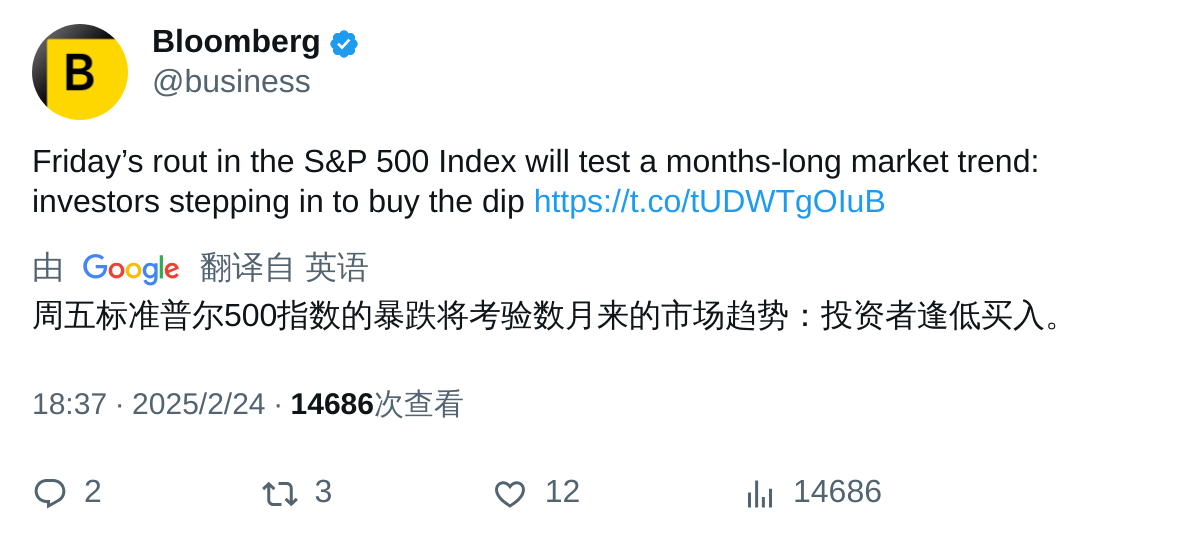 B
Bloomberg
@business
Friday’s rout in the S&P 500 Index will test a months-long market trend:
investors stepping in to buy the dip https://t.co/tUDWTgOIuB
由 Google 翻译自 英语
周五标准普尔500指数的暴跌将考验数月来的市场趋势：投资者逢低买入。
18:37 · 2025/2/24 · 14686次查看
2 3 12 14686